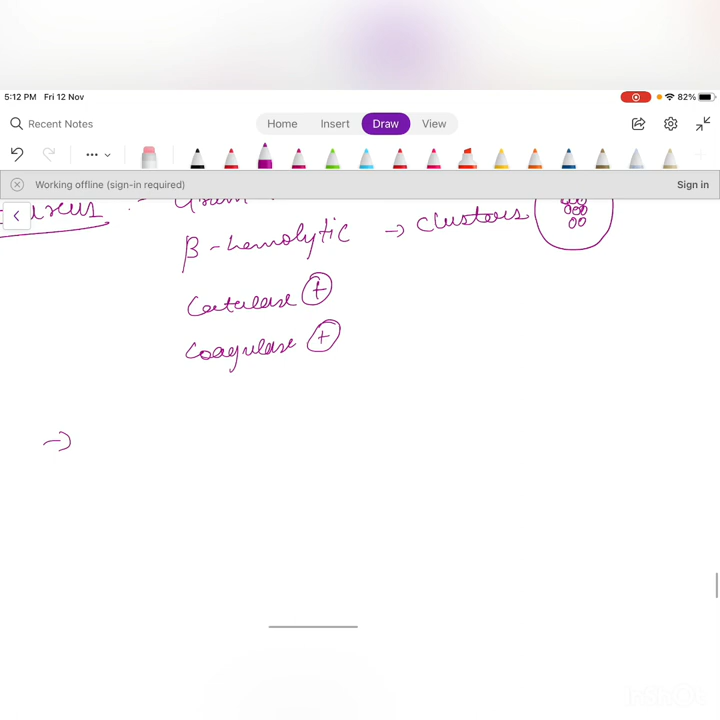 5:12 PM Fri 12 Nov
82%
Recent Notes
Home Insert Draw View
Working offline (sign-in required) Sign in
β-hemolytic → clusters
Catalase +
Coagulase +
→